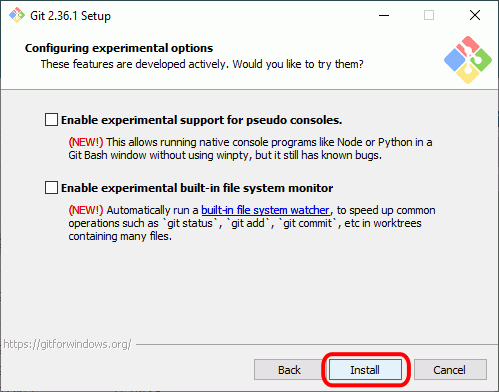 Git 2.36.1 Setup
Configuring experimental options
These features are developed actively. Would you like to try them?
Enable experimental support for pseudo consoles.
(NEW!) This allows running native console programs like Node or Python in a
Git Bash window without using winpty, but it still has known bugs.
Enable experimental built-in file system monitor
(NEW!) Automatically run a built-in file system watcher, to speed up common
operations such as `git status`, `git add`, `git commit`, etc in worktrees
containing many files.
https://gitforwindows.org/
Back Install Cancel